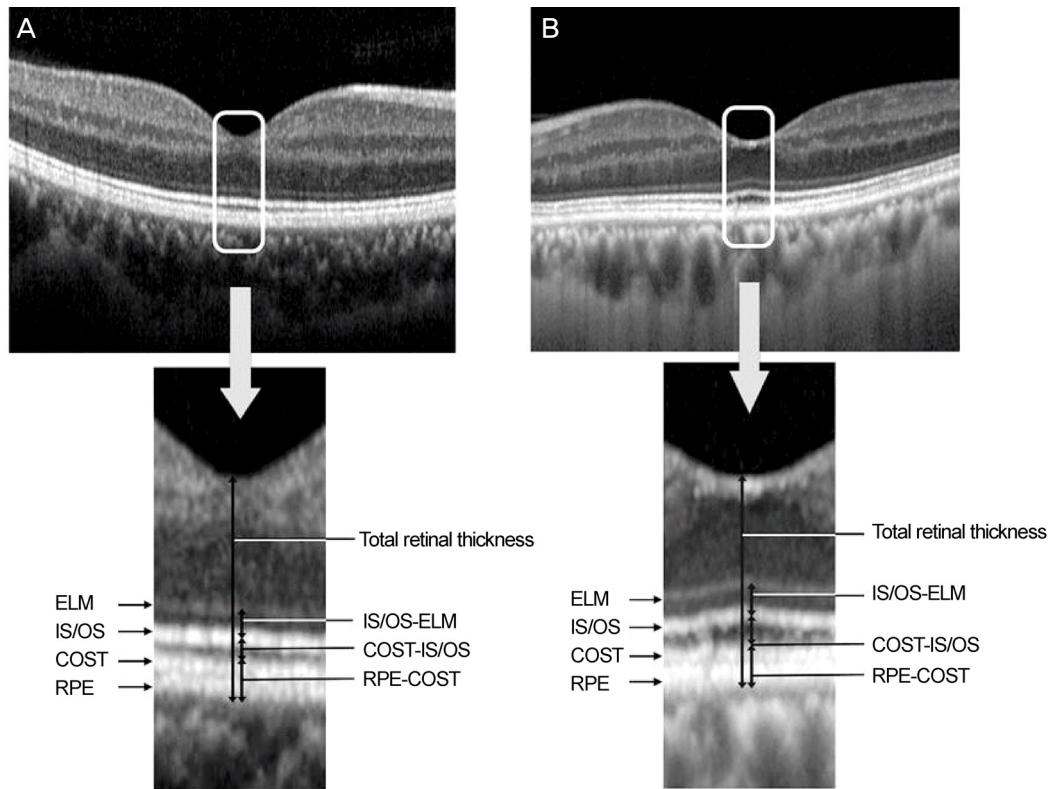 A
B
Total retinal thickness
ELM
IS/OS
COST
RPE
IS/OS-ELM
COST-IS/OS
RPE-COST
Total retinal thickness
ELM
IS/OS
COST
RPE
IS/OS-ELM
COST-IS/OS
RPE-COST